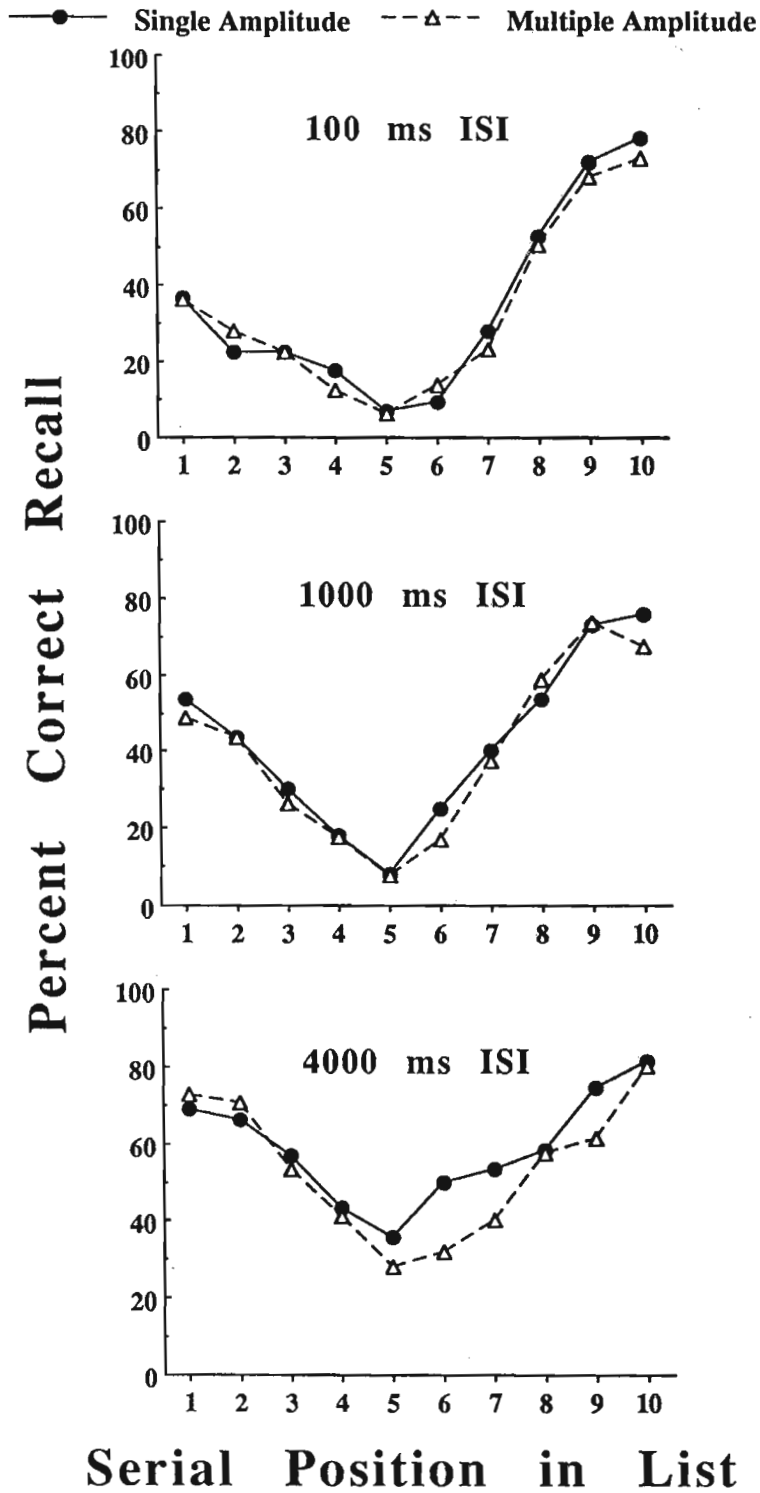 Single Amplitude Multiple Amplitude
100
80
60
40
20
0
100 ms ISI
1 2 3 4 5 6 7 8 9 10
100
80
60
40
20
0
1000 ms ISI
1 2 3 4 5 6 7 8 9 10
100
80
60
40
20
0
4000 ms ISI
1 2 3 4 5 6 7 8 9 10
Percent Correct Recall
Serial Position in List